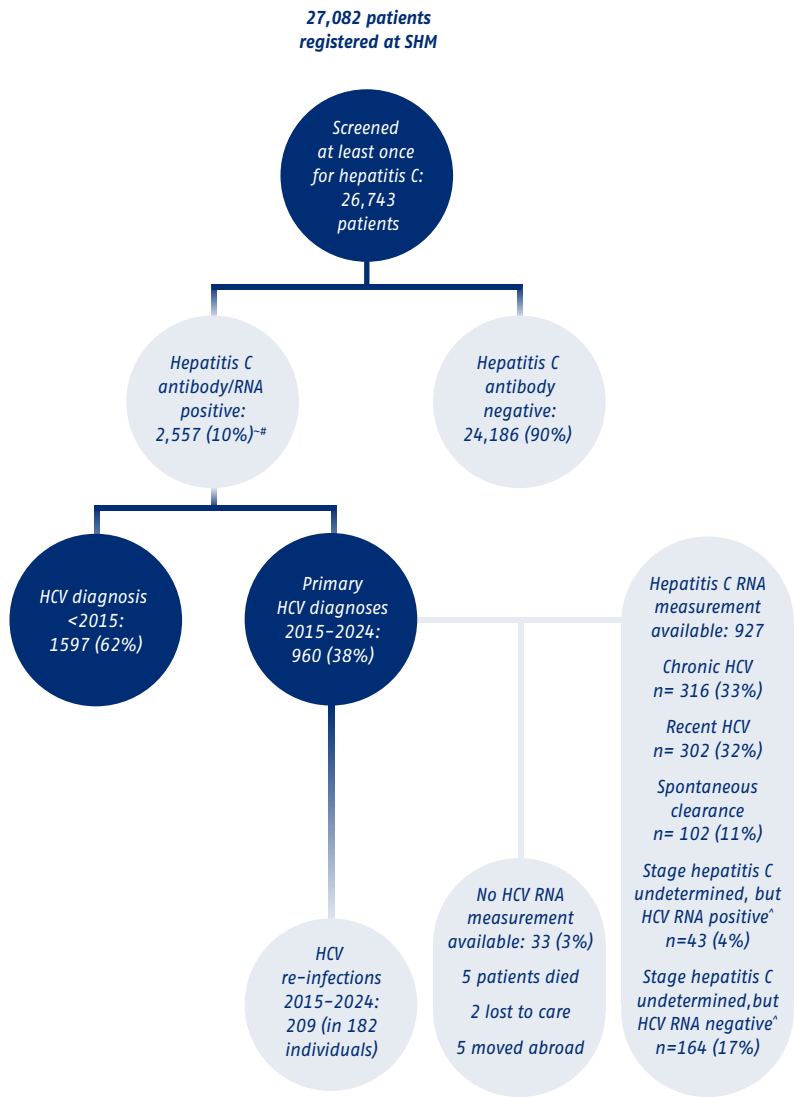 27,082 patients
registered at SHM
Screened
at least once
for hepatitis C:
26,743
patients
Hepatitis C
antibody/RNA
positive:
2,557 (10%)~#
Hepatitis C
antibody
negative:
24,186 (90%)
HCV diagnosis
<2015:
1597 (62%)
Primary
HCV diagnoses
2015-2024:
960 (38%)
Hepatitis C RNA
measurement
available: 927
Chronic HCV
n= 316 (33%)
Recent HCV
n= 302 (32%)
Spontaneous
clearance
n= 102 (11%)
Stage hepatitis C
undetermined, but
HCV RNA positive^
n=43 (4%)
Stage hepatitis C
undetermined,but
HCV RNA negative^
n=164 (17%)
No HCV RNA
measurement
available: 33 (3%)
5 patients died
2 lost to care
5 moved abroad
HCV
re-infections
2015-2024:
209 (in 182
individuals)